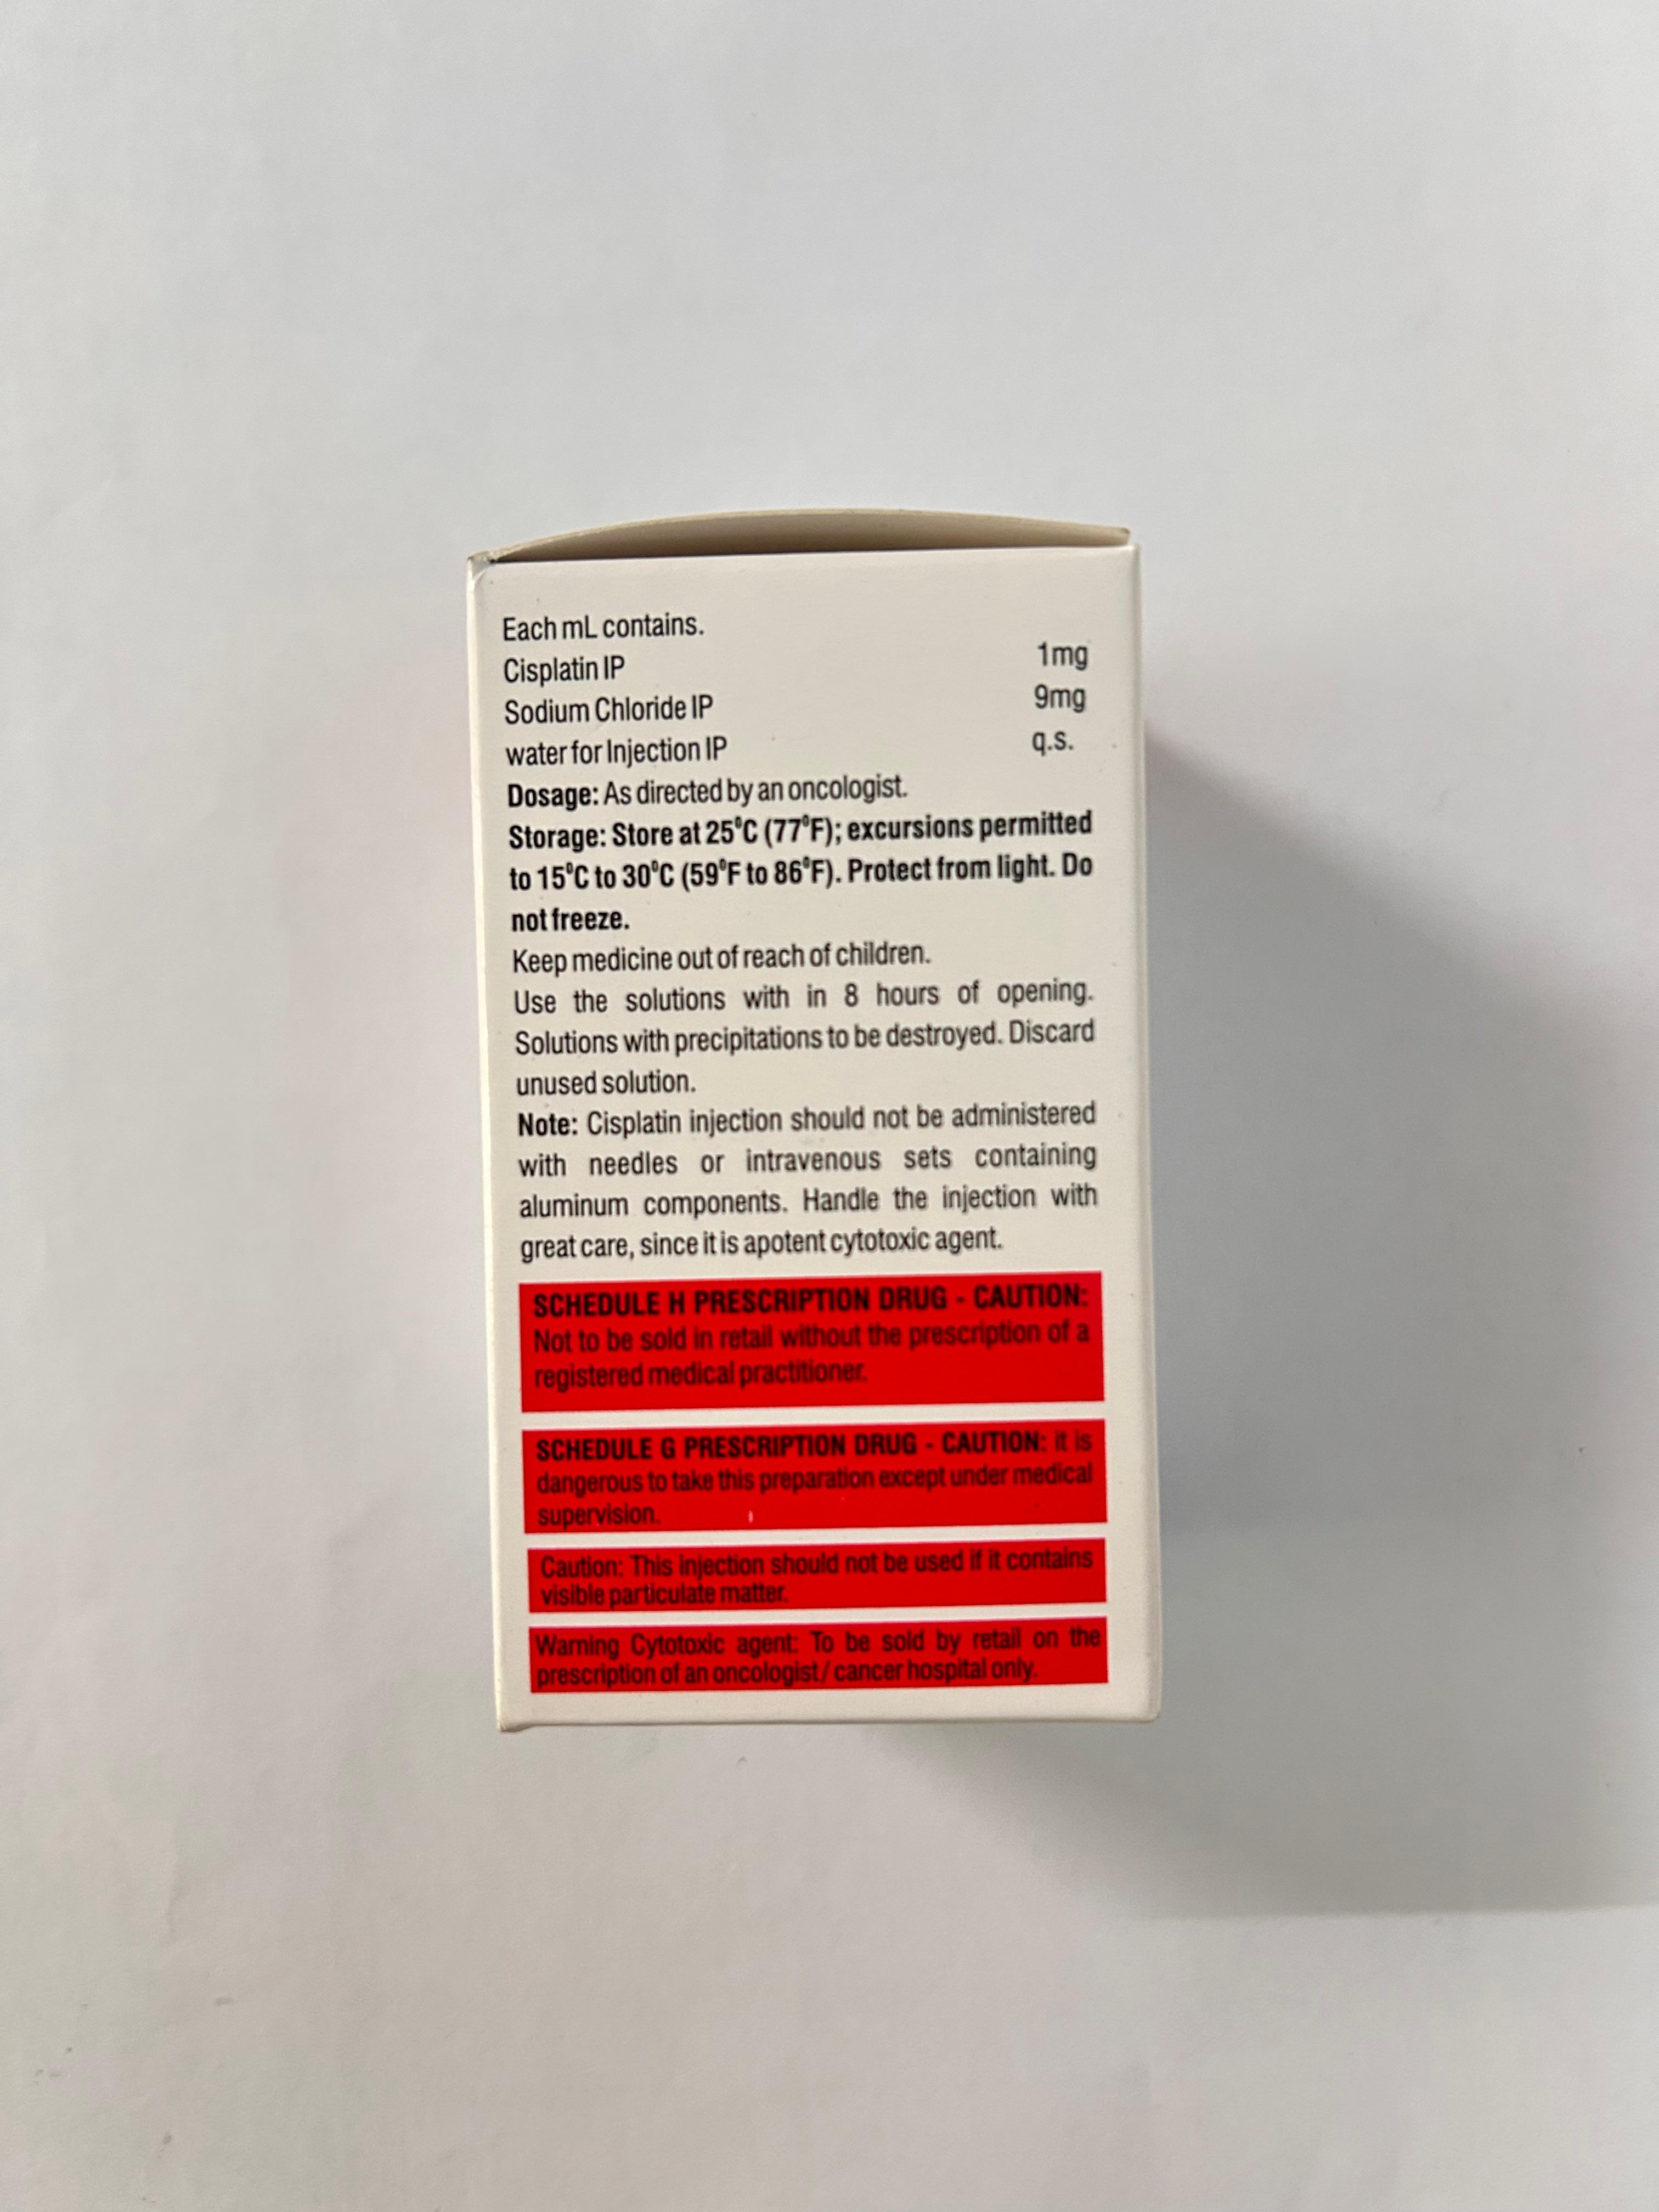 Each mL contains.
Cisplatin IP 1mg
Sodium Chloride IP 9mg
water for Injection IP q.s.
Dosage: As directed by an oncologist.
Storage: Store at 25⁰C (77⁰F); excursions permitted
to 15⁰C to 30⁰C (59⁰F to 86⁰F). Protect from light. Do
not freeze.
Keep medicine out of reach of children.
Use the solutions with in 8 hours of opening.
Solutions with precipitations to be destroyed. Discard
unused solution.
Note: Cisplatin injection should not be administered
with needles or intravenous sets containing
aluminum components. Handle the injection with
great care, since it is apotent cytotoxic agent.
SCHEDULE H PRESCRIPTION DRUG - CAUTION:
Not to be sold in retail without the prescription of a
registered medical practitioner.
SCHEDULE G PRESCRIPTION DRUG - CAUTION: it is
dangerous to take this preparation except under medical
supervision.
Caution: This injection should not be used if it contains
visible particulate matter.
Warning Cytotoxic agent: To be sold by retail on the
prescription of an oncologist / cancer hospital only.